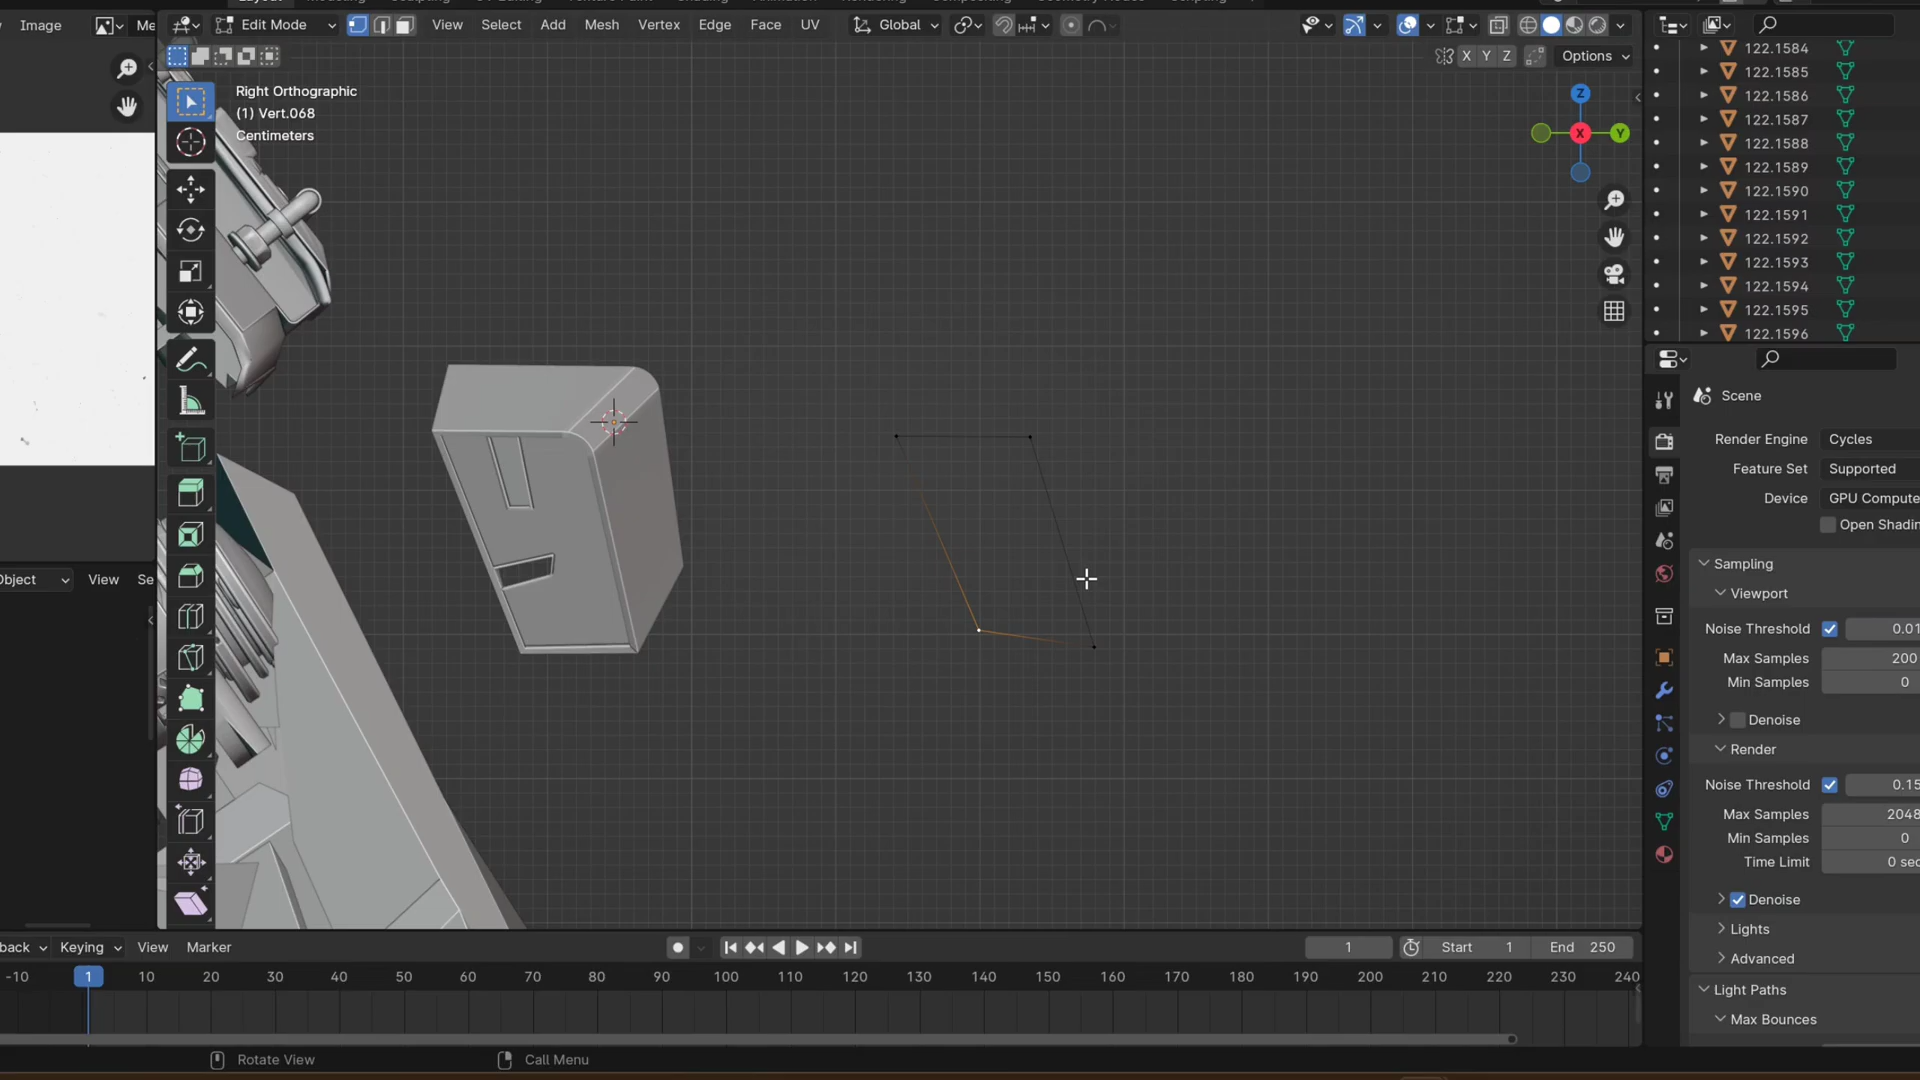 Image
Me
Edit Mode
View
Select
Add
Mesh
Vertex
Edge
Face
UV
Global
X Y Z
Options
Right Orthographic
(1) Vert.068
Centimeters
Z
X
Y
122.1584
122.1585
122.1586
122.1587
122.1588
122.1589
122.1590
122.1591
122.1592
122.1593
122.1594
122.1595
122.1596
Scene
Render Engine Cycles
Feature Set Supported
Device GPU Compute
Open Shadin
Sampling
Viewport
Noise Threshold 0.01
Max Samples 200
Min Samples 0
Denoise
Render
Noise Threshold 0.15
Max Samples 2048
Min Samples 0
Time Limit 0 sec
Denoise
Lights
Advanced
Light Paths
Max Bounces
Object
View
Se
back
Keying
View
Marker
1
Start 1
End 250
-10 1 10 20 30 40 50 60 70 80 90 100 110 120 130 140 150 160 170 180 190 200 210 220 230 240
Rotate View
Call Menu